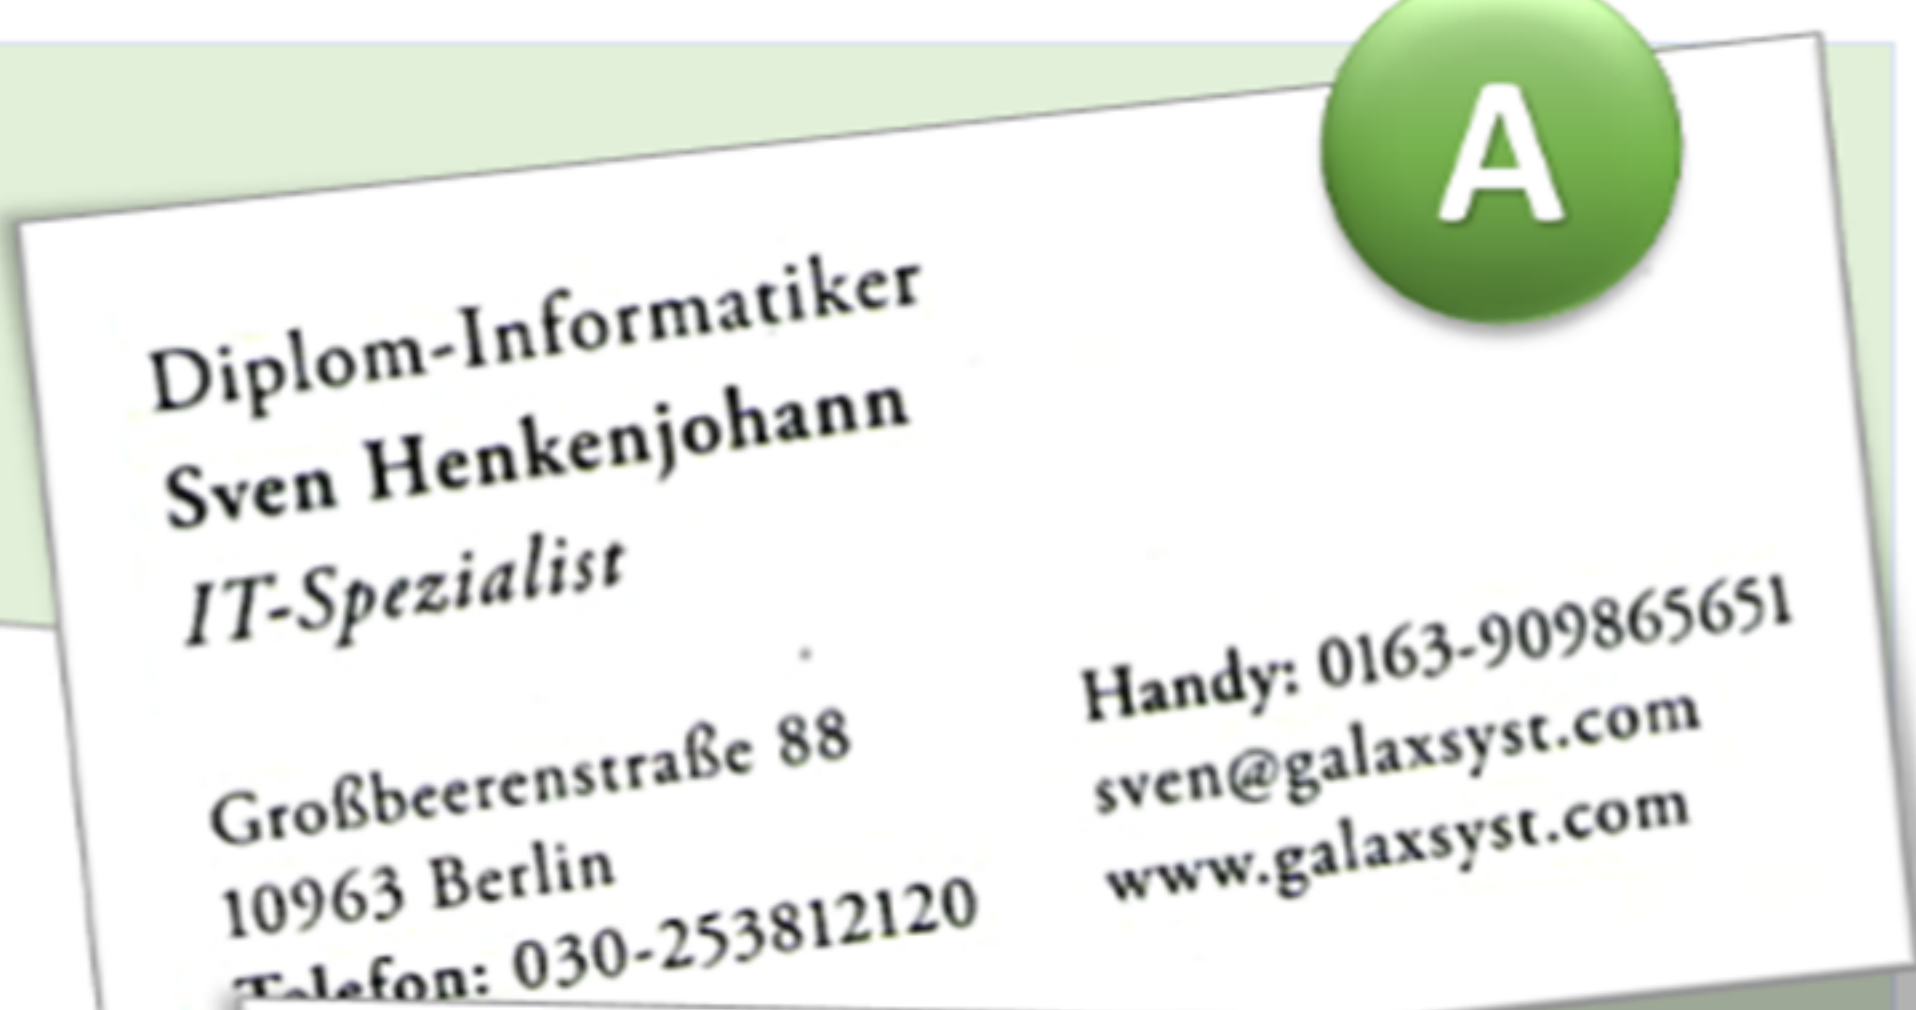 A
Diplom-Informatiker
Sven Henkenjohann
IT-Spezialist
Großbeerenstraße 88
10963 Berlin
Telefon: 030-253812120
Handy: 0163-909865651
sven@galaxsyst.com
www.galaxsyst.com